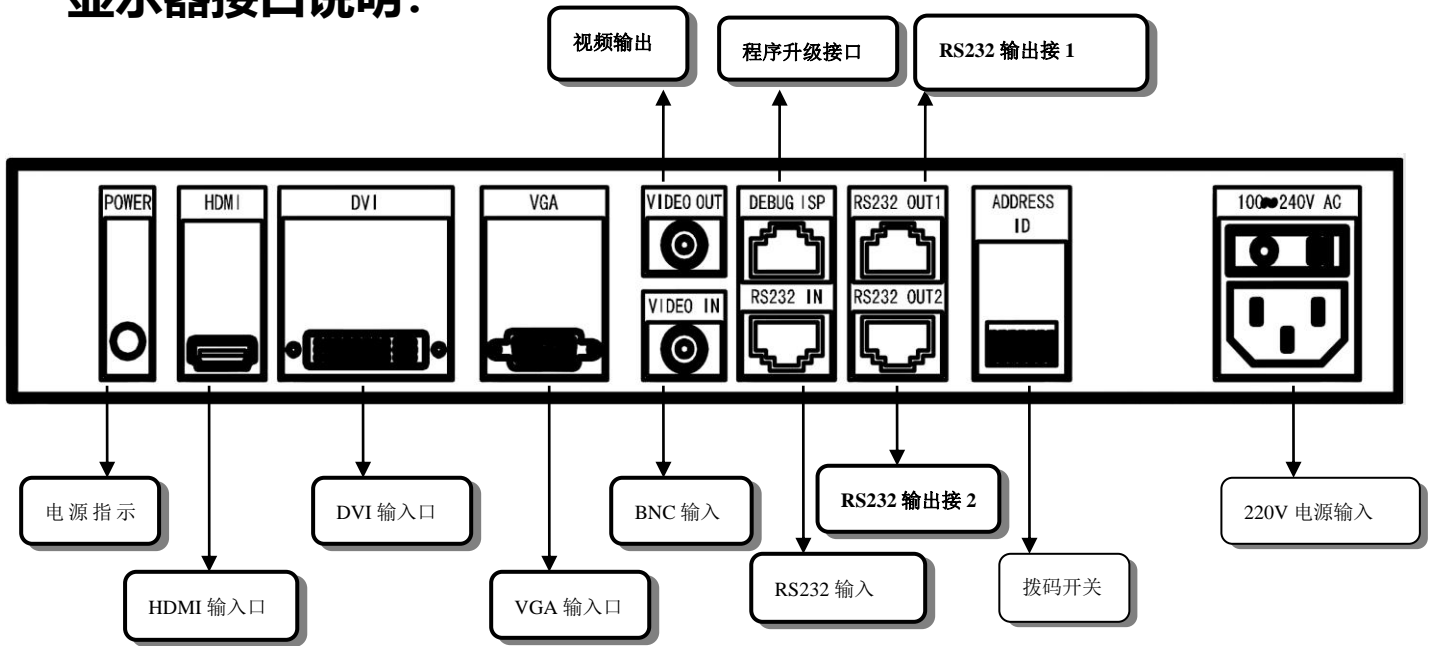 显示器接口说明：
视频输出
程序升级接口
RS232 输出接 1
POWER
HDMI
DVI
VGA
VIDEO OUT
DEBUG ISP
RS232 OUT1
ADDRESS
ID
100~240V AC
VIDEO IN
RS232 IN
RS232 OUT2
电源指示
DVI 输入口
BNC 输入
RS232 输出接 2
220V 电源输入
HDMI 输入口
VGA 输入口
RS232 输入
拨码开关